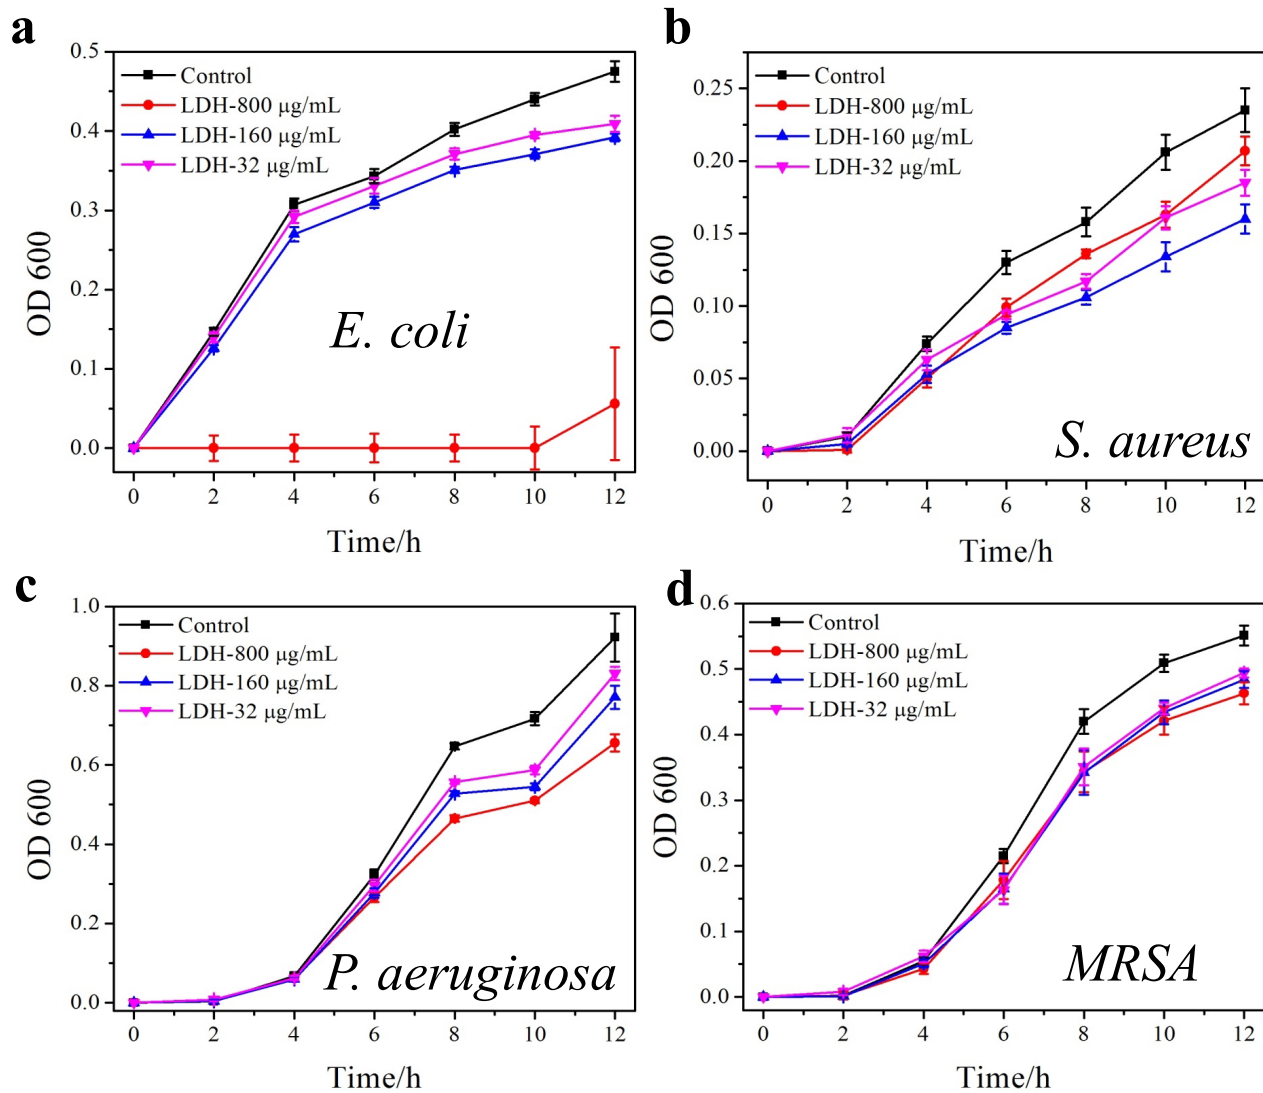 a
0.5
0.4
0.3
0.2
0.1
0.0
OD 600
Control
LDH-800 μg/mL
LDH-160 μg/mL
LDH-32 μg/mL
E. coli
0 2 4 6 8 10 12
Time/h
b
0.25
0.20
0.15
0.10
0.05
0.00
OD 600
Control
LDH-800 μg/mL
LDH-160 μg/mL
LDH-32 μg/mL
S. aureus
0 2 4 6 8 10 12
Time/h
c
1.0
0.8
0.6
0.4
0.2
0.0
OD 600
Control
LDH-800 μg/mL
LDH-160 μg/mL
LDH-32 μg/mL
P. aeruginosa
0 2 4 6 8 10 12
Time/h
d
0.6
0.5
0.4
0.3
0.2
0.1
0.0
OD 600
Control
LDH-800 μg/mL
LDH-160 μg/mL
LDH-32 μg/mL
MRSA
0 2 4 6 8 10 12
Time/h